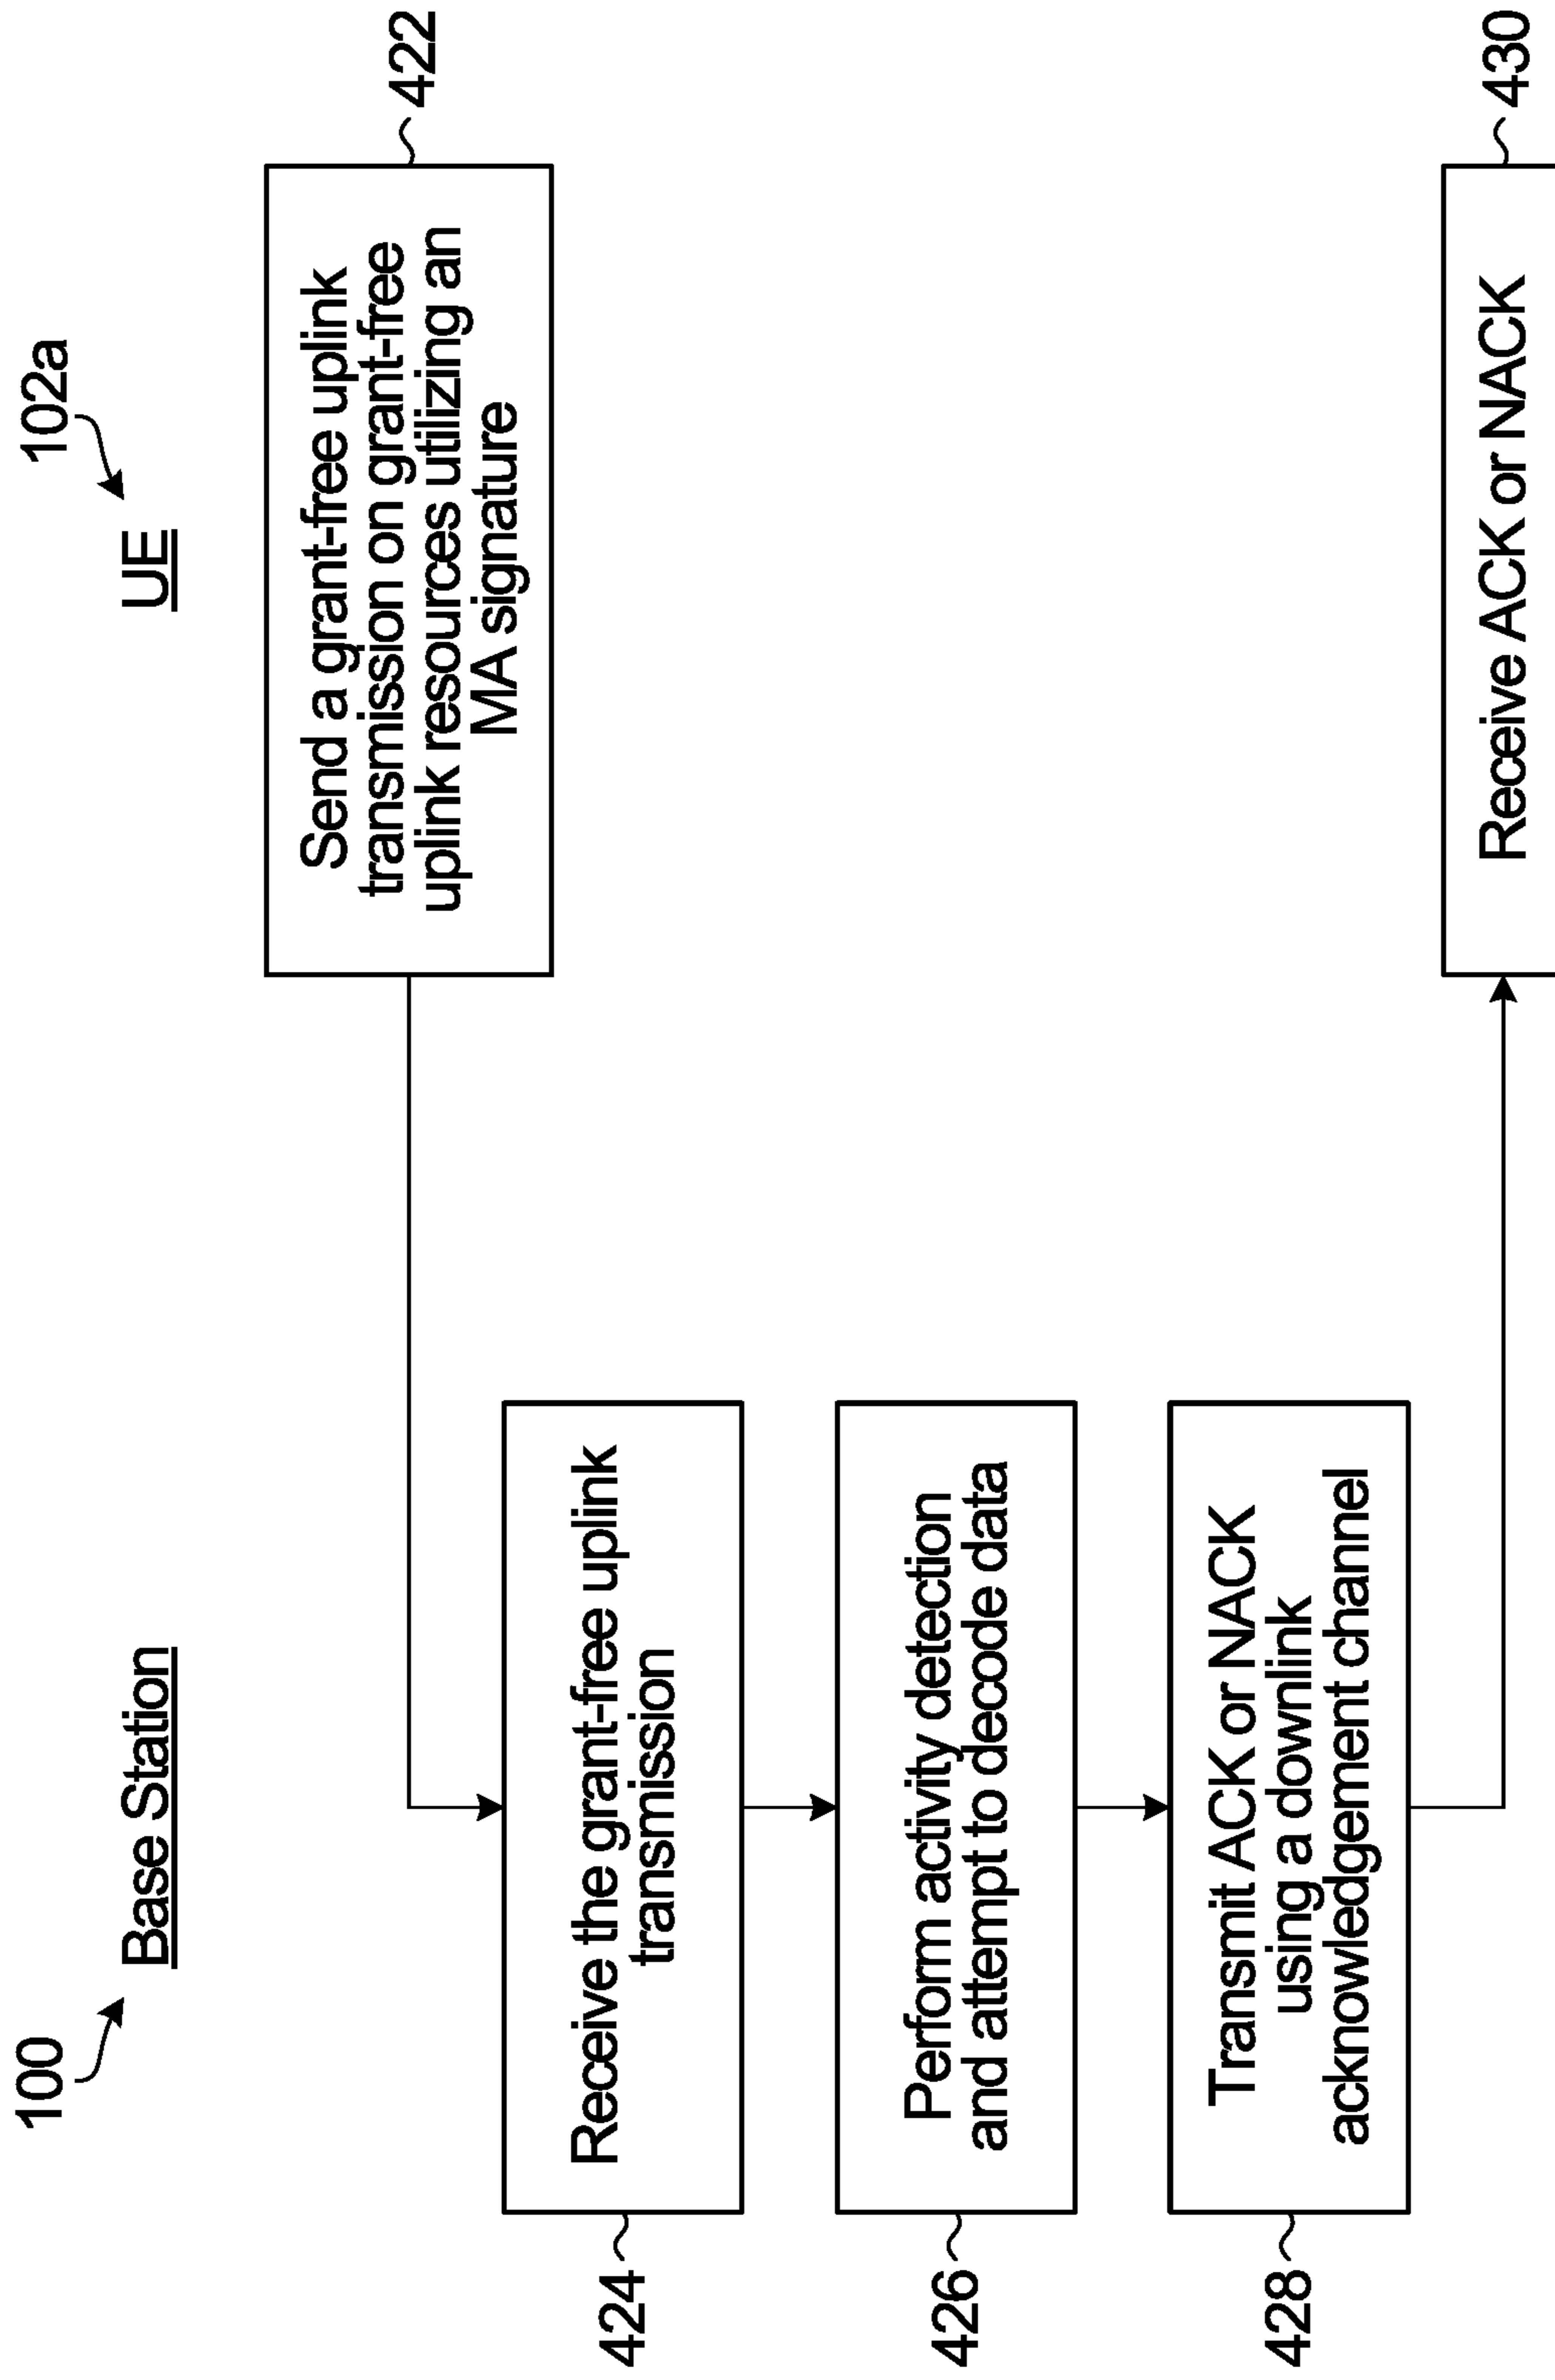 100
Base Station
102a
UE
Send a grant-free uplink
transmission on grant-free
uplink resources utilizing an
MA signature
422
Receive the grant-free uplink
transmission
424
Perform activity detection
and attempt to decode data
426
Transmit ACK or NACK
using a downlink
acknowledgement channel
428
Receive ACK or NACK
430